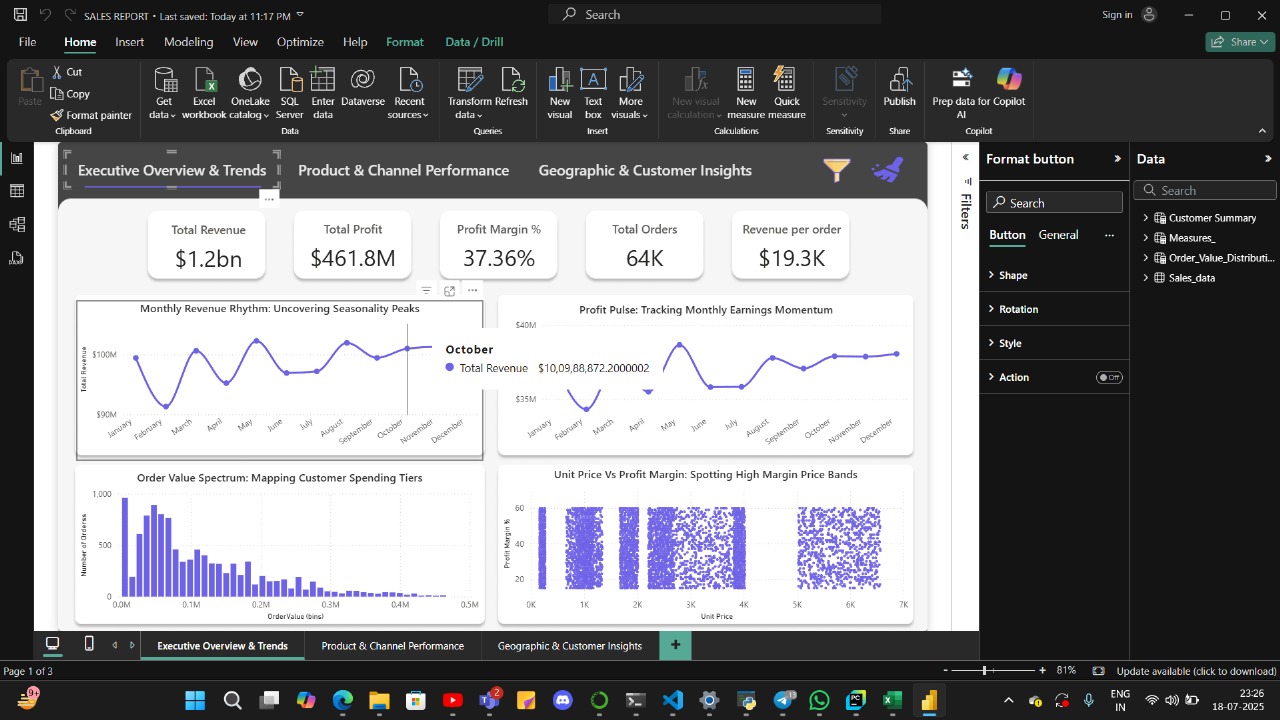 SALES REPORT • Last saved: Today at 11:17 PM
Search
Sign in
File Home Insert Modeling View Optimize Help Format Data / Drill
Share
Paste
Cut
Copy
Format painter
Clipboard
Get data
Excel workbook
OneLake catalog
SQL Server
Enter data
Dataverse
Recent sources
Data
Transform data
Refresh
Queries
New visual
Text box
More visuals
Insert
New visual calculation
New measure
Quick measure
Calculations
Sensitivity
Sensitivity
Publish
Share
Prep data for AI
Copilot
Copilot
Executive Overview & Trends
Product & Channel Performance
Geographic & Customer Insights
Total Revenue
$1.2bn
Total Profit
$461.8M
Profit Margin %
37.36%
Total Orders
64K
Revenue per order
$19.3K
Monthly Revenue Rhythm: Uncovering Seasonality Peaks
Total Revenue
$100M
$90M
January February March April May June July August September October November December
October
Total Revenue $10,09,88,872.2000002
Profit Pulse: Tracking Monthly Earnings Momentum
$40M
$35M
January February March April May June July August September October November December
Order Value Spectrum: Mapping Customer Spending Tiers
Number of Orderss
1,000
500
0
0.0M 0.1M 0.2M 0.3M 0.4M 0.5M
OrderValue (bins)
Unit Price Vs Profit Margin: Spotting High Margin Price Bands
Profit Margin %
60
40
20
0K 1K 2K 3K 4K 5K 6K 7K
Unit Price
Filters
Format button
Search
Button General
Shape
Rotation
Style
Action
Off
Data
Search
Customer Summary
Measures_
Order_Value_Distributi...
Sales_data
Executive Overview & Trends
Product & Channel Performance
Geographic & Customer Insights
Page 1 of 3
81%
Update available (click to download)
9+
2
13
ENG
IN
23:26
18-07-2025